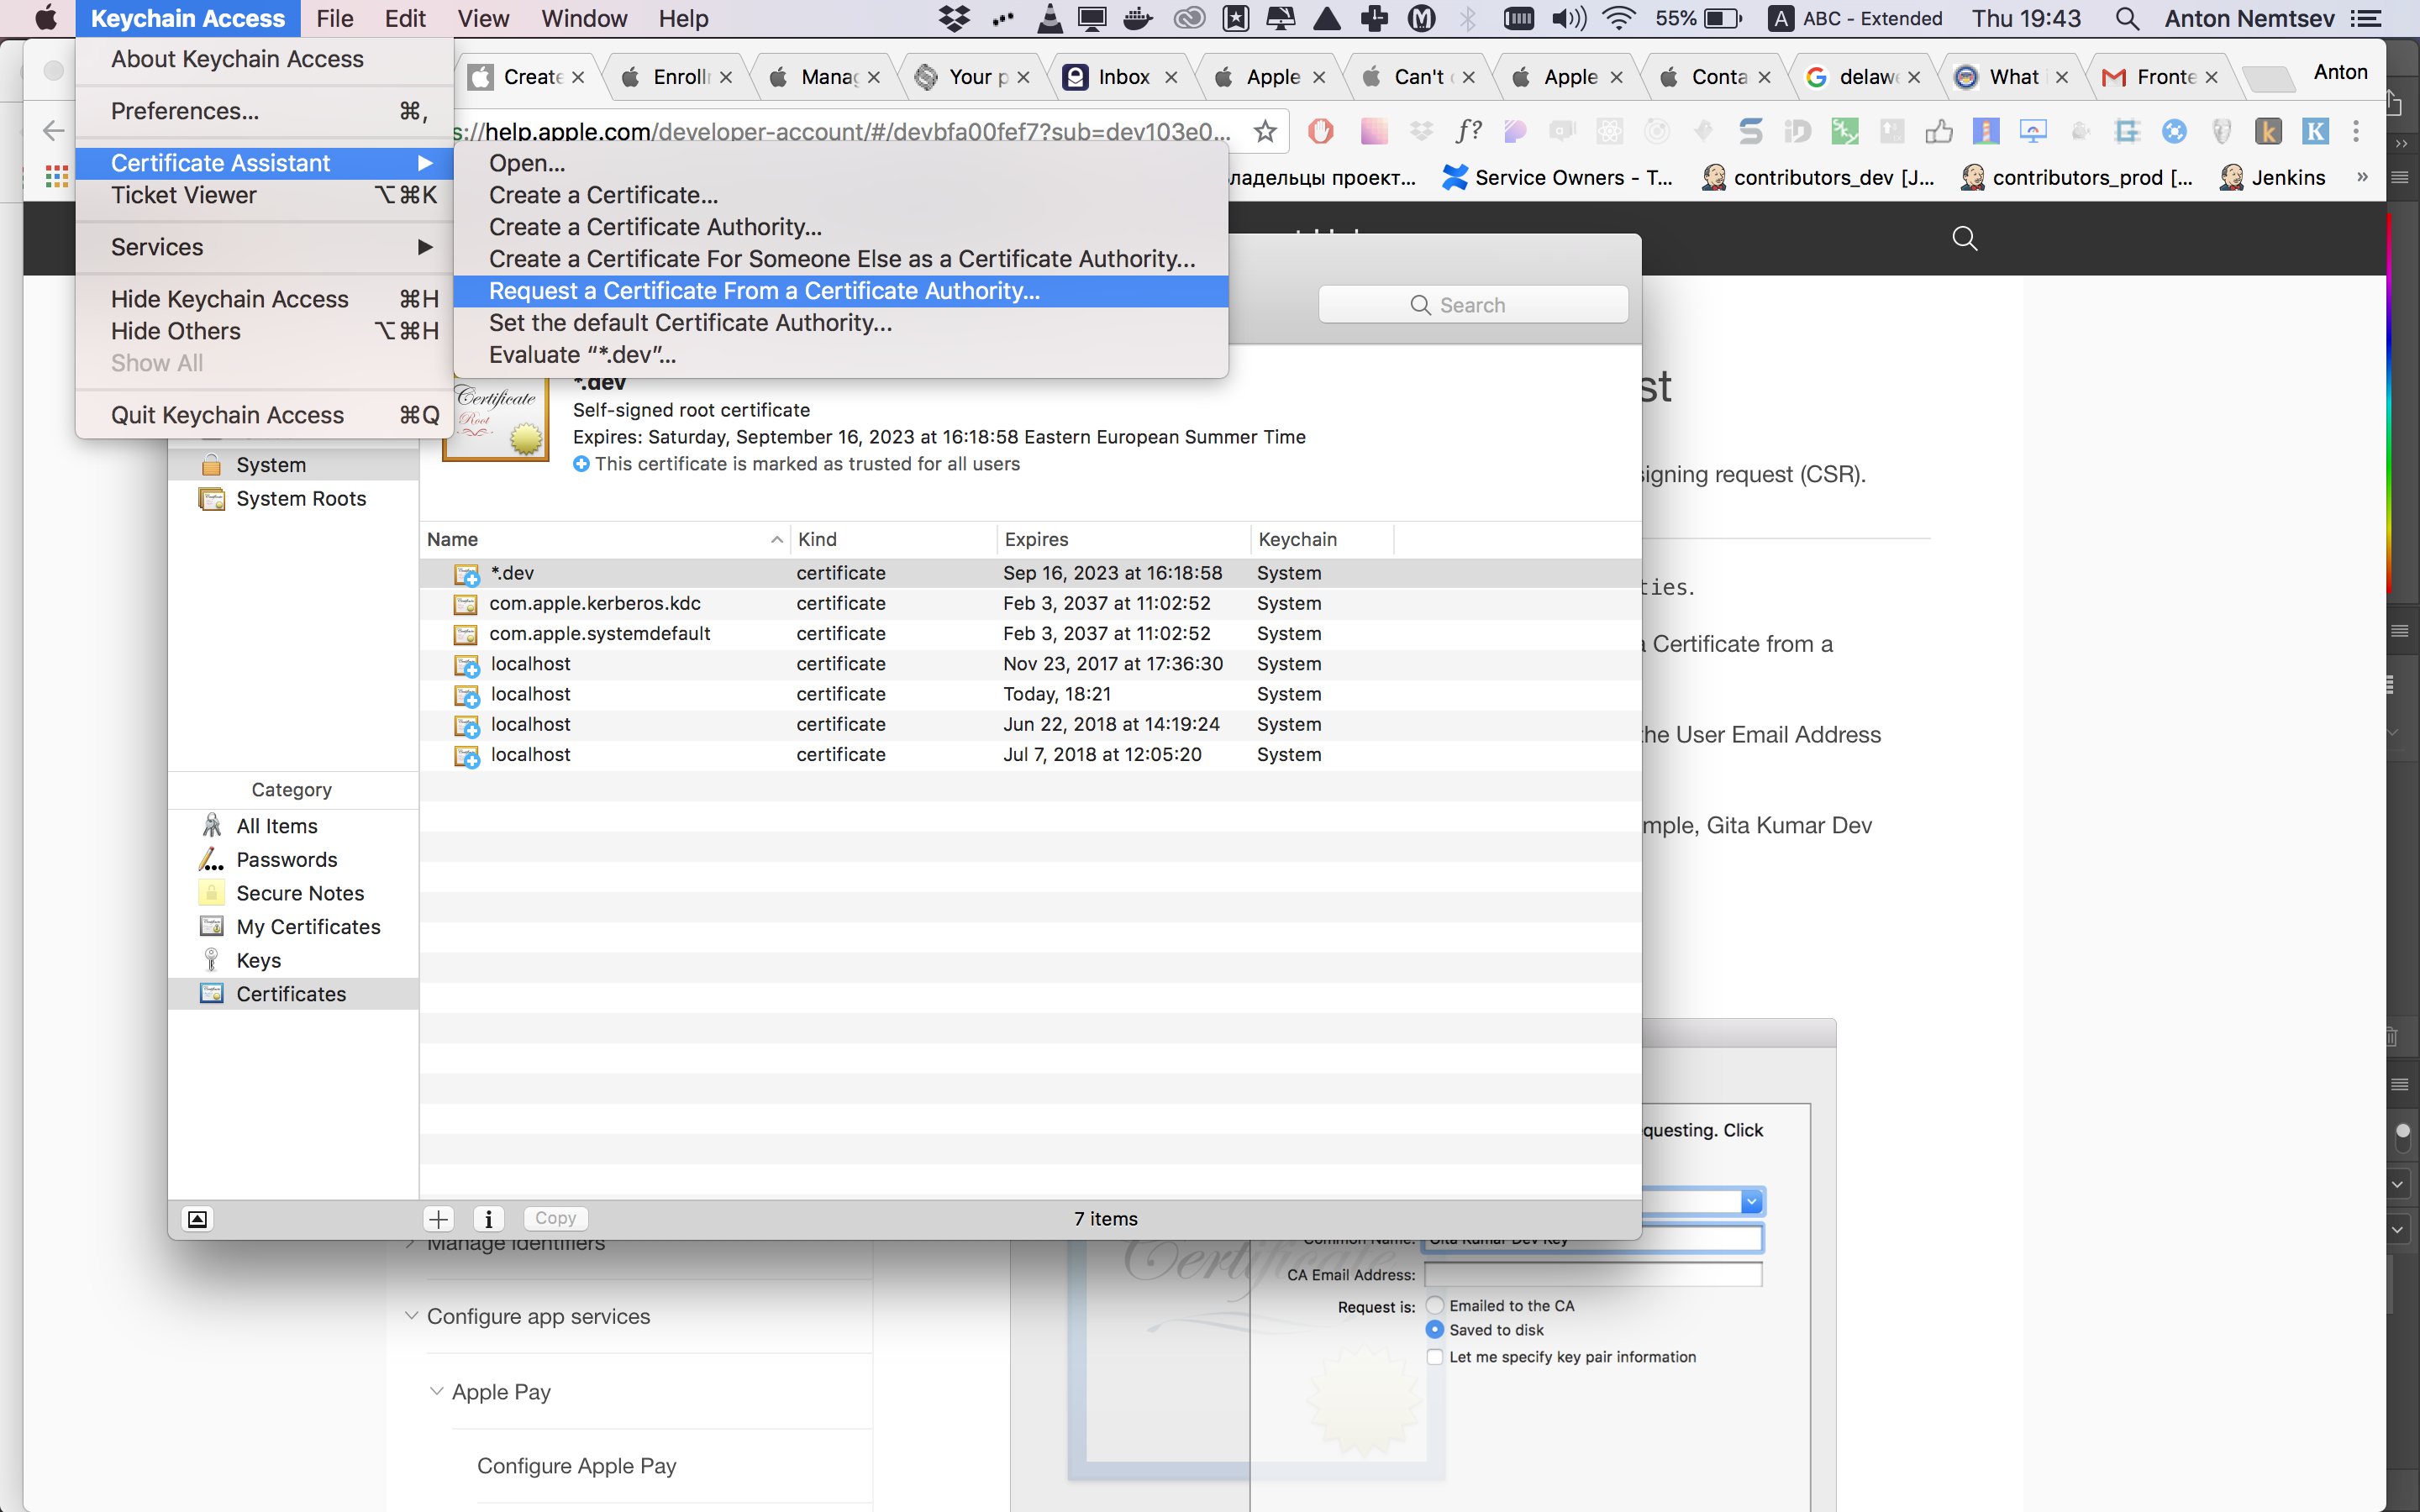 Keychain Access File Edit View Window Help 55% A ABC - Extended Thu 19:43 Anton Nemtsev
About Keychain Access
Preferences... ⌘,
Certificate Assistant
Ticket Viewer ⌥⌘K
Services
Hide Keychain Access ⌘H
Hide Others ⌥⌘H
Show All
Quit Keychain Access ⌘Q
Create Manag Your p Inbox Apple Can't Apple Conta delaw What Fronte Anton
s://help.apple.com/developer-account/#/devbfa00fef7?sub=dev103e0...
Service Owners - T... contributors_dev [J... contributors_prod [... Jenkins »
Open...
Create a Certificate...
Create a Certificate Authority...
Create a Certificate For Someone Else as a Certificate Authority...
Request a Certificate From a Certificate Authority...
Set the default Certificate Authority...
Evaluate “*.dev”...
Search
*.dev
Self-signed root certificate
Expires: Saturday, September 16, 2023 at 16:18:58 Eastern European Summer Time
This certificate is marked as trusted for all users
System
System Roots
Name Kind Expires Keychain
*.dev certificate Sep 16, 2023 at 16:18:58 System
com.apple.kerberos.kdc certificate Feb 3, 2037 at 11:02:52 System
com.apple.systemdefault certificate Feb 3, 2037 at 11:02:52 System
localhost certificate Nov 23, 2017 at 17:36:30 System
localhost certificate Today, 18:21 System
localhost certificate Jun 22, 2018 at 14:19:24 System
localhost certificate Jul 7, 2018 at 12:05:20 System
Category
All Items
Passwords
Secure Notes
My Certificates
Keys
Certificates
Copy
7 items
st
signing request (CSR).
ties.
a Certificate from a
the User Email Address
mple, Gita Kumar Dev
questing. Click
Manage identifiers
Configure app services
Apple Pay
Configure Apple Pay
Common Name: Gita Kumar Dev Key
CA Email Address:
Request is: Emailed to the CA
Saved to disk
Let me specify key pair information